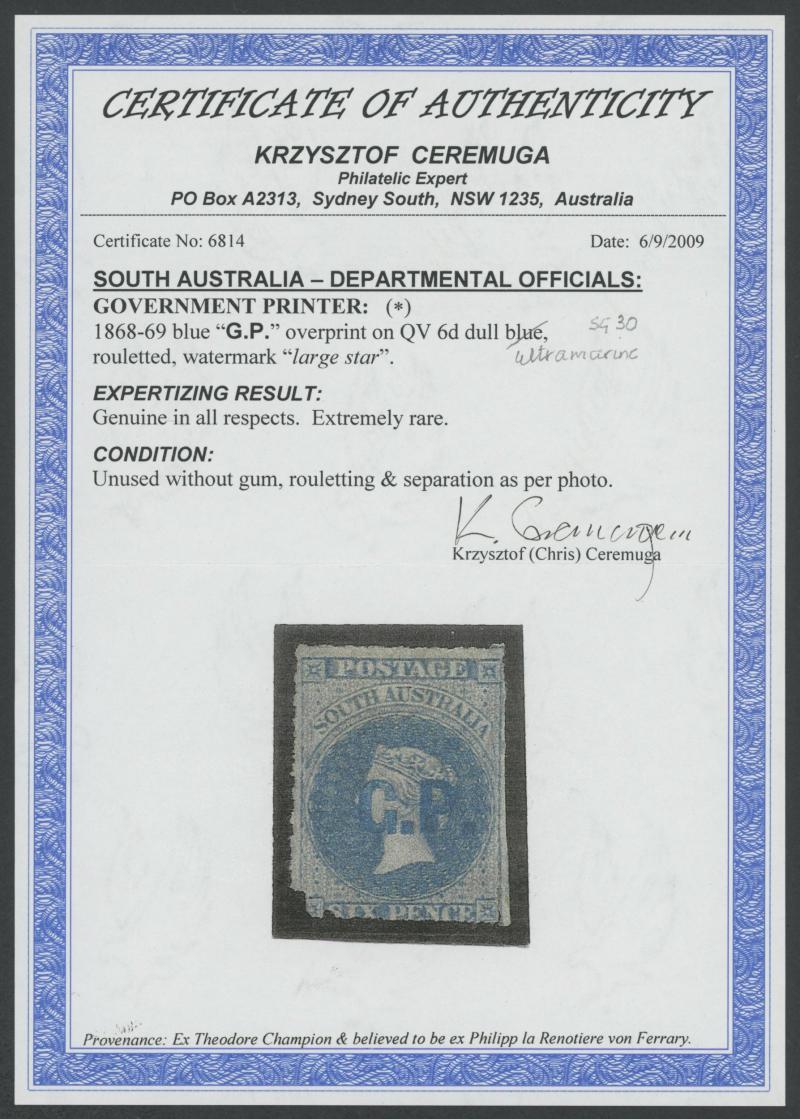 CERTIFICATE OF AUTHENTICITY
KRZYSZTOF CEREMUGA
Philatelic Expert
PO Box A2313, Sydney South, NSW 1235, Australia
Certificate No: 6814 Date: 6/9/2009
SOUTH AUSTRALIA – DEPARTMENTAL OFFICIALS:
GOVERNMENT PRINTER: (*)
1868-69 blue “G.P.” overprint on QV 6d dull blue, SG 30
rouletted, watermark “large star”. ultramarine
EXPERTIZING RESULT:
Genuine in all respects. Extremely rare.
CONDITION:
Unused without gum, rouletting & separation as per photo.
K. Ceremugam
Krzysztof (Chris) Ceremuga
POSTAGE
SOUTH AUSTRALIA
G.P.
SIX PENCE
Provenance: Ex Theodore Champion & believed to be ex Philipp la Renotiere von Ferrary.